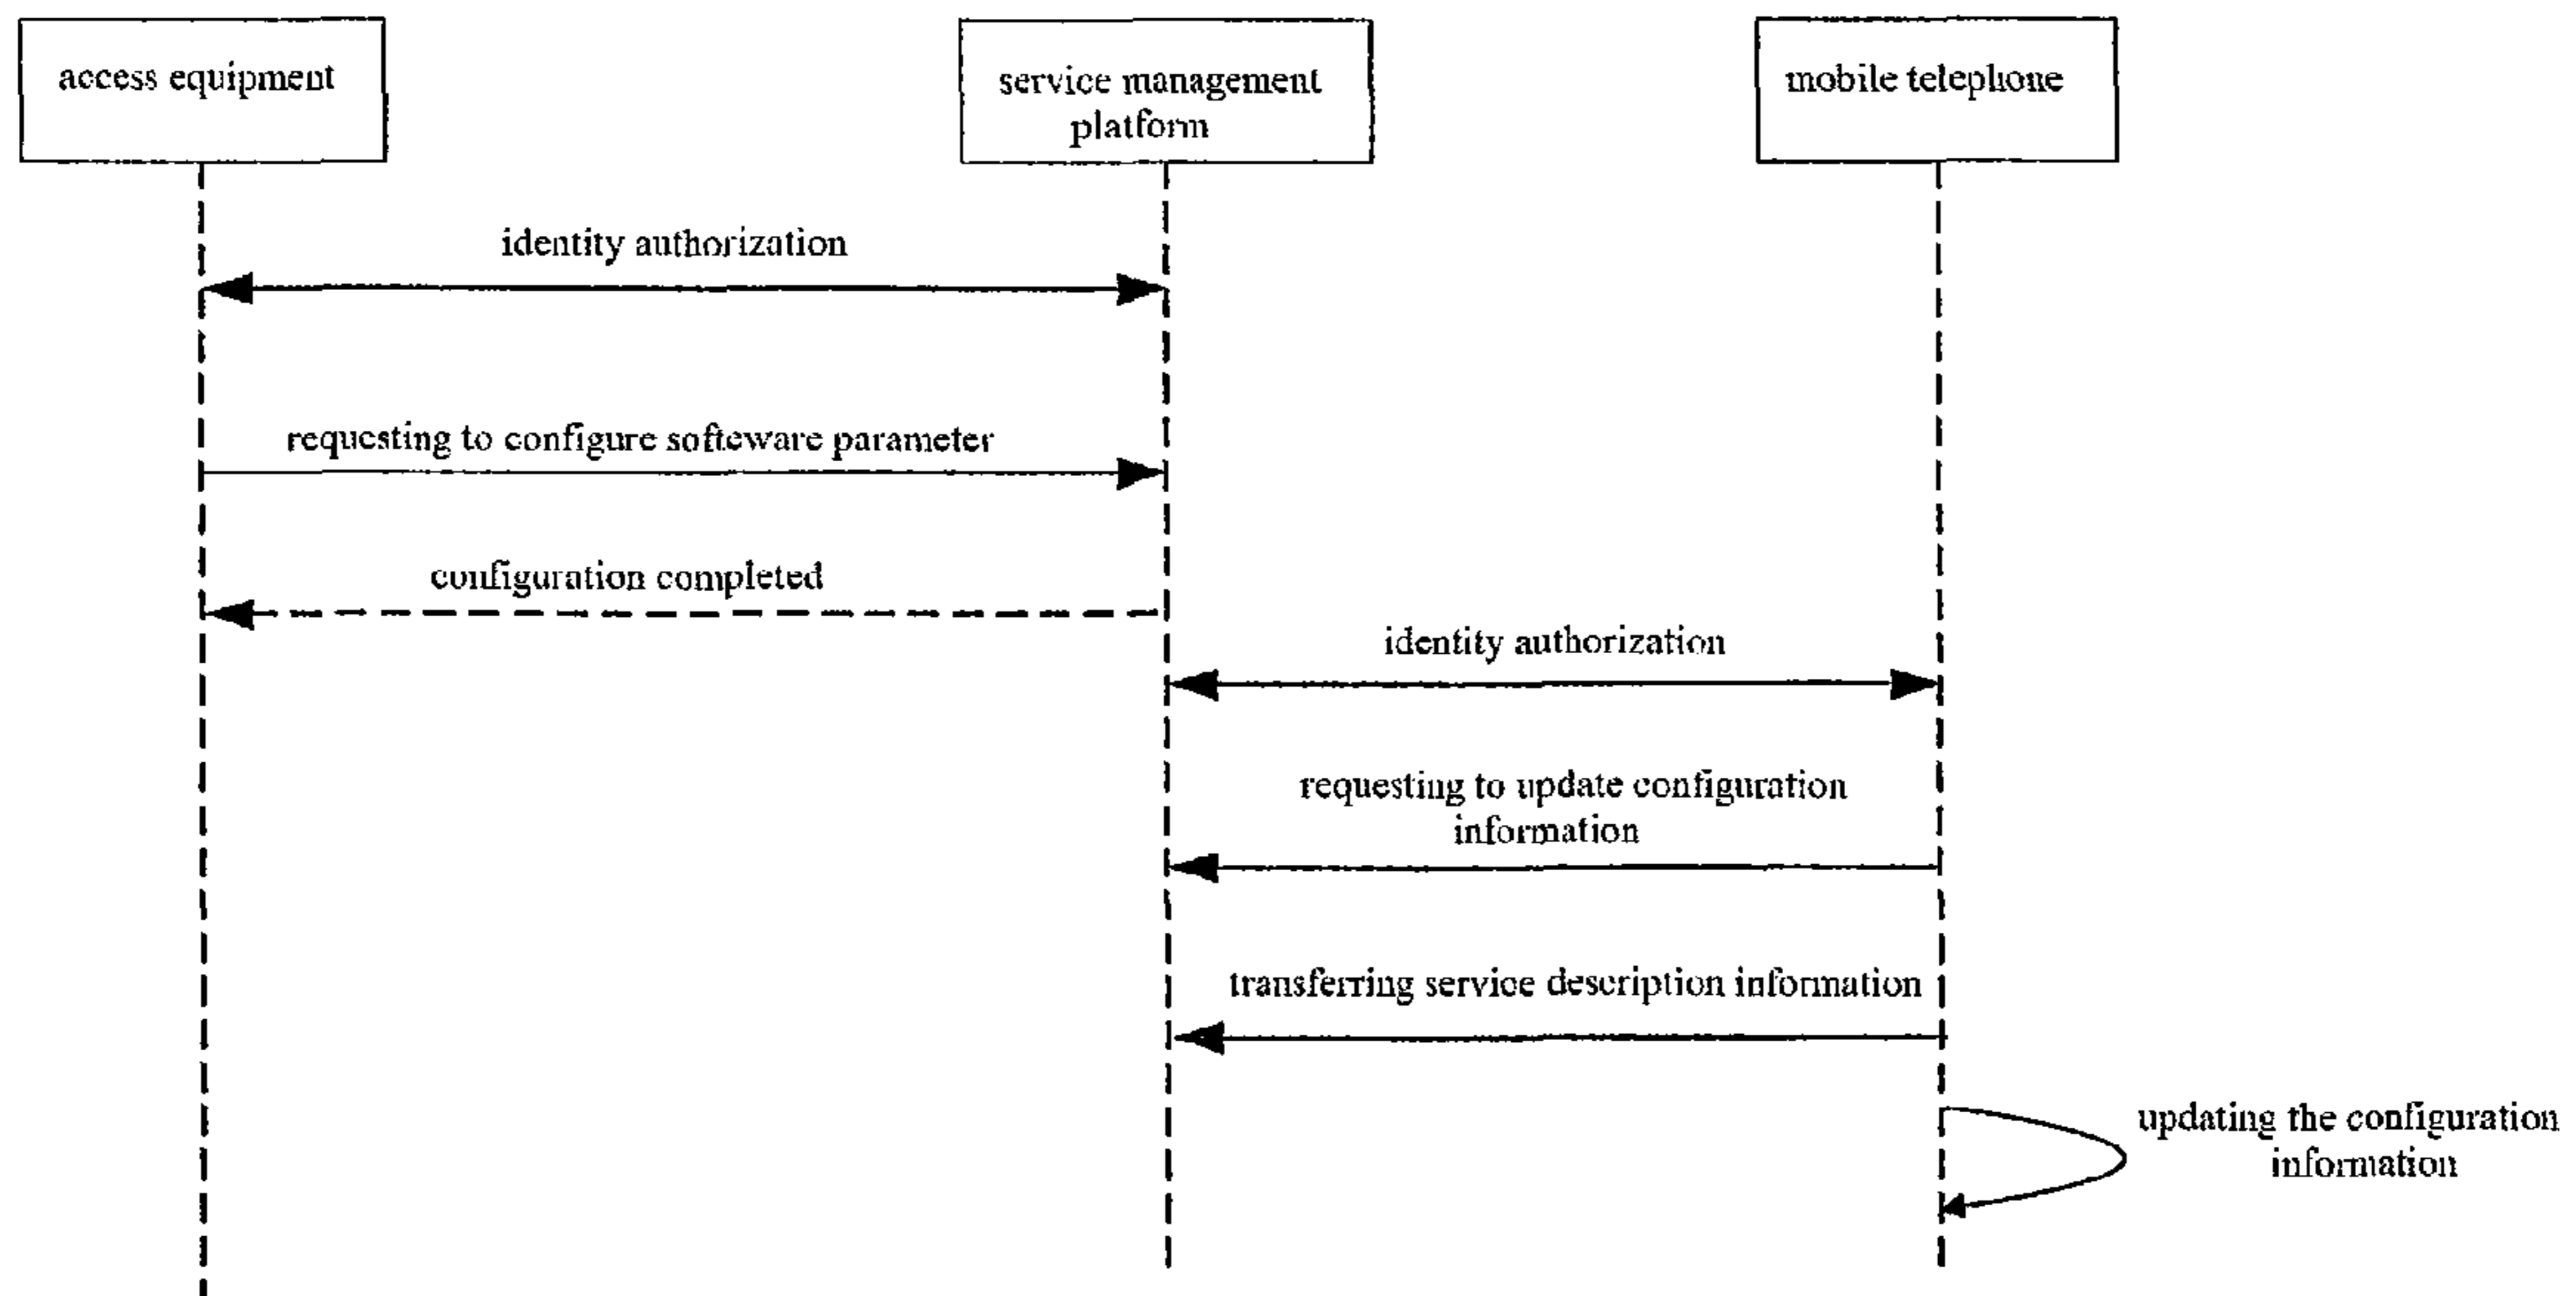 access equipment
service management
platform
mobile telephone
identity authorization
requesting to configure softeware parameter
configuration completed
identity authorization
requesting to update configuration
information
transferring service description information
updating the configuration
information